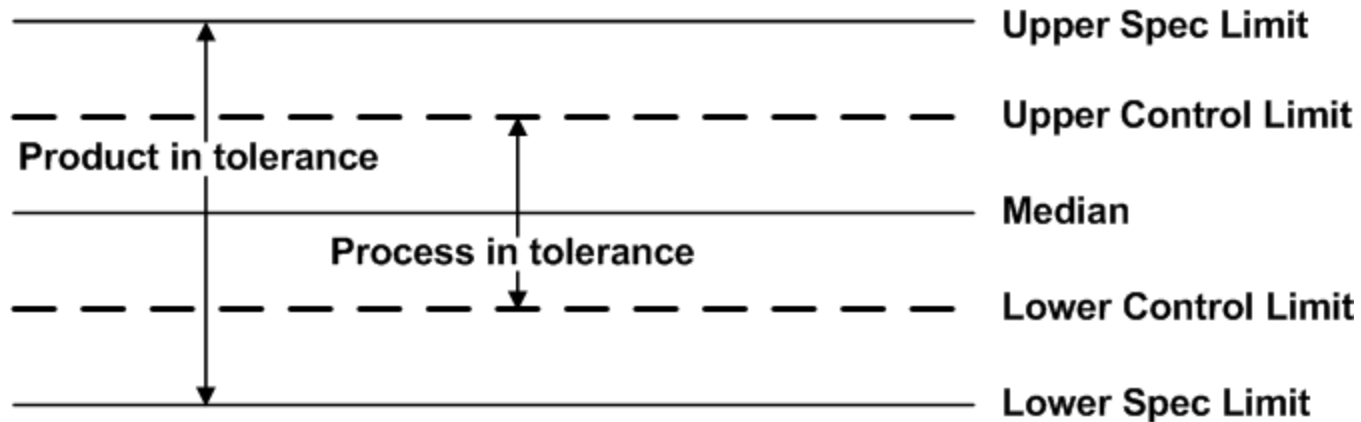 Upper Spec Limit
Upper Control Limit
Product in tolerance
Median
Process in tolerance
Lower Control Limit
Lower Spec Limit